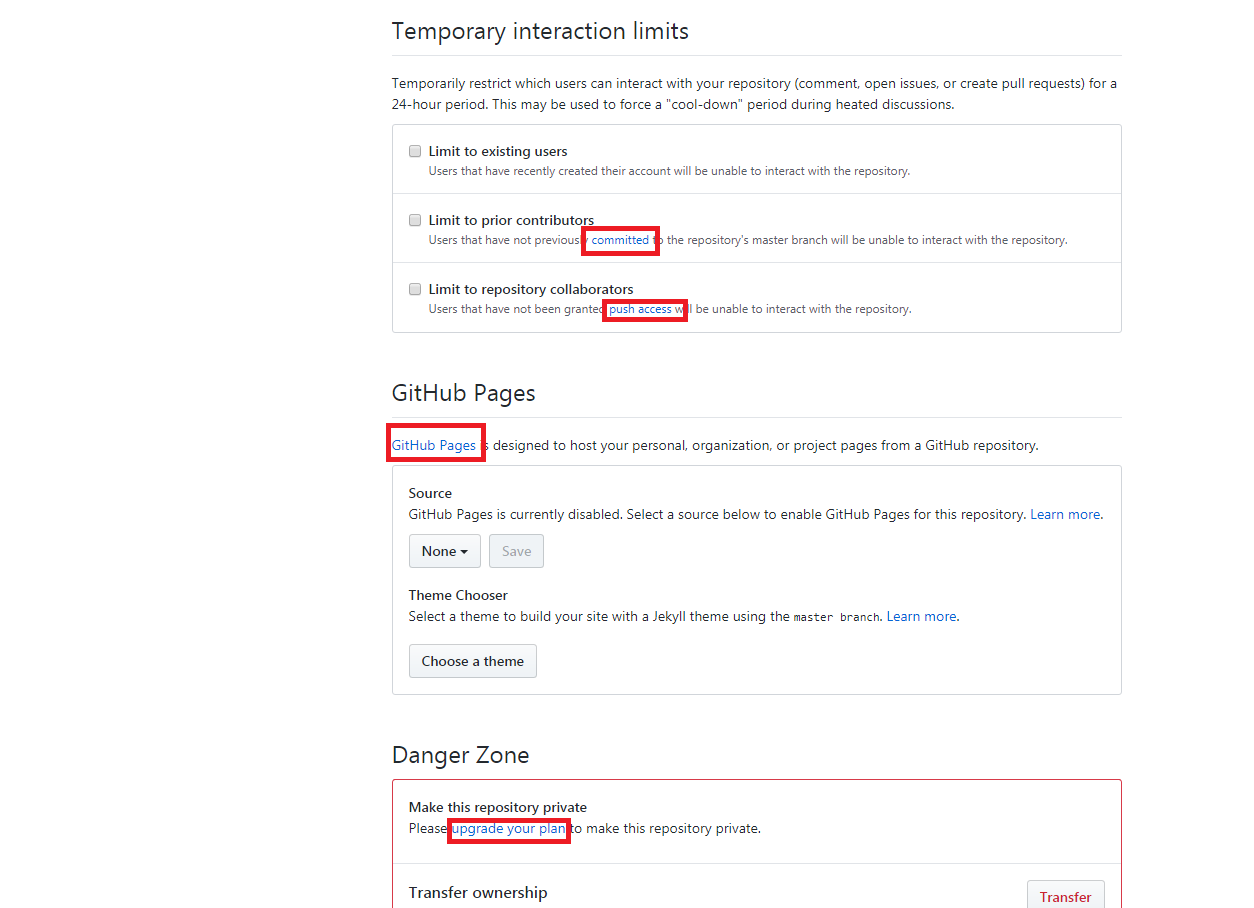 Temporary interaction limits
Temporarily restrict which users can interact with your repository (comment, open issues, or create pull requests) for a
24-hour period. This may be used to force a "cool-down" period during heated discussions.
Limit to existing users
Users that have recently created their account will be unable to interact with the repository.
Limit to prior contributors
Users that have not previously committed to the repository's master branch will be unable to interact with the repository.
Limit to repository collaborators
Users that have not been granted push access will be unable to interact with the repository.
GitHub Pages
GitHub Pages is designed to host your personal, organization, or project pages from a GitHub repository.
Source
GitHub Pages is currently disabled. Select a source below to enable GitHub Pages for this repository. Learn more.
None Save
Theme Chooser
Select a theme to build your site with a Jekyll theme using the master branch. Learn more.
Choose a theme
Danger Zone
Make this repository private
Please upgrade your plan to make this repository private.
Transfer ownership
Transfer